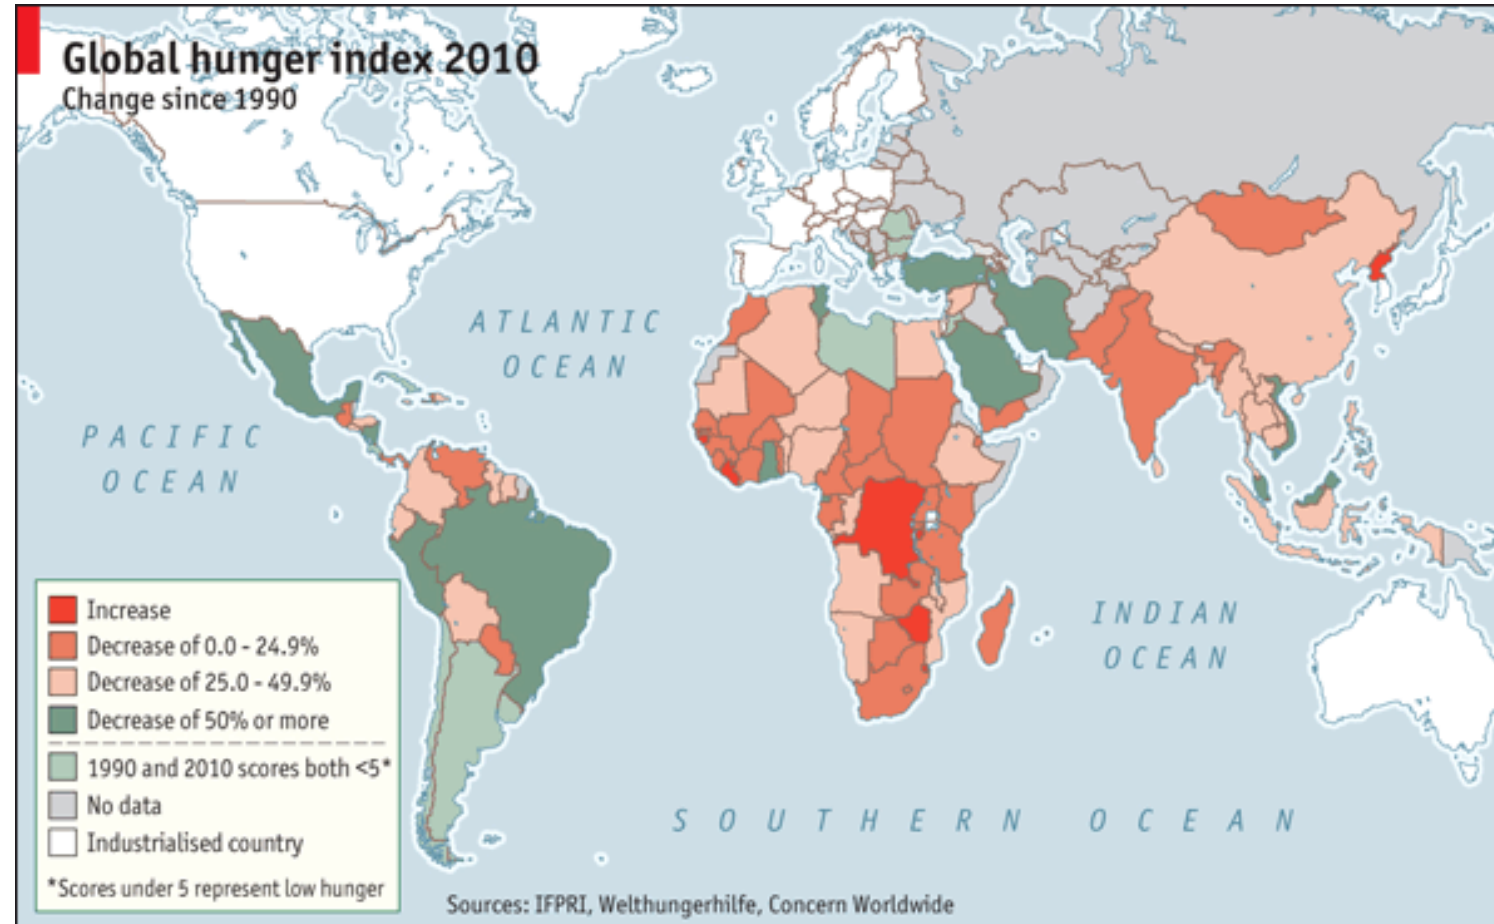 Global hunger index 2010
Change since 1990
ATLANTIC
OCEAN
PACIFIC
OCEAN
INDIAN
OCEAN
SOUTHERN OCEAN
Increase
Decrease of 0.0 - 24.9%
Decrease of 25.0 - 49.9%
Decrease of 50% or more
1990 and 2010 scores both <5*
No data
Industrialised country
*Scores under 5 represent low hunger
Sources: IFPRI, Welthungerhilfe, Concern Worldwide